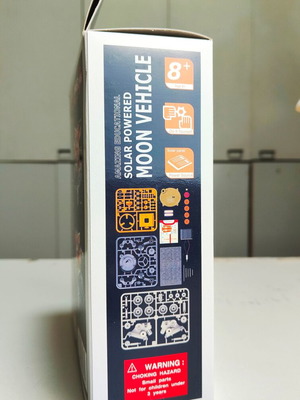 AMAZING EDUCATIONAL
SOLAR POWERED
MOON VEHICLE
8+
WARNING:
CHOKING HAZARD
Small parts
Not for children under
3 years